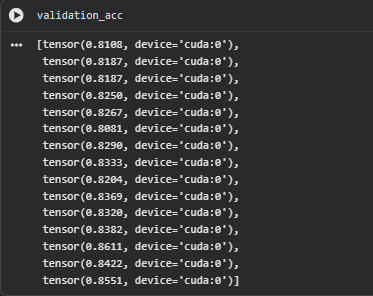 validation_acc
[tensor(0.8108, device='cuda:0'),
tensor(0.8187, device='cuda:0'),
tensor(0.8187, device='cuda:0'),
tensor(0.8250, device='cuda:0'),
tensor(0.8267, device='cuda:0'),
tensor(0.8081, device='cuda:0'),
tensor(0.8290, device='cuda:0'),
tensor(0.8333, device='cuda:0'),
tensor(0.8204, device='cuda:0'),
tensor(0.8369, device='cuda:0'),
tensor(0.8320, device='cuda:0'),
tensor(0.8382, device='cuda:0'),
tensor(0.8611, device='cuda:0'),
tensor(0.8422, device='cuda:0'),
tensor(0.8551, device='cuda:0')]